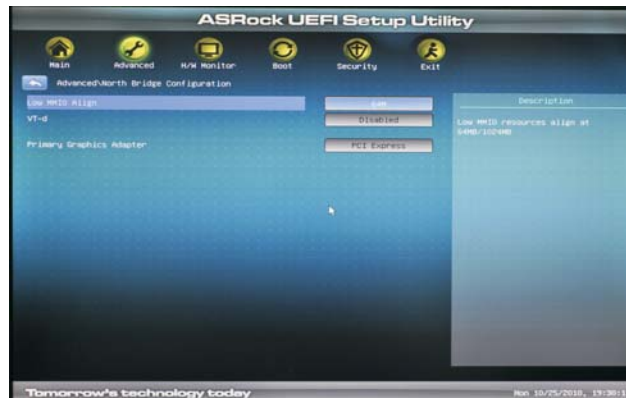 ASRock UEFI Setup Utility
Main Advanced H/W Monitor Boot Security Exit
Advanced\North Bridge Configuration
Low MMIO Align 64M
VT-d Disabled
Primary Graphics Adapter PCI Express
Description
Low MMIO resources align at
64MB/1024MB
Tomorrow's technology today
Mon 10/25/2010,